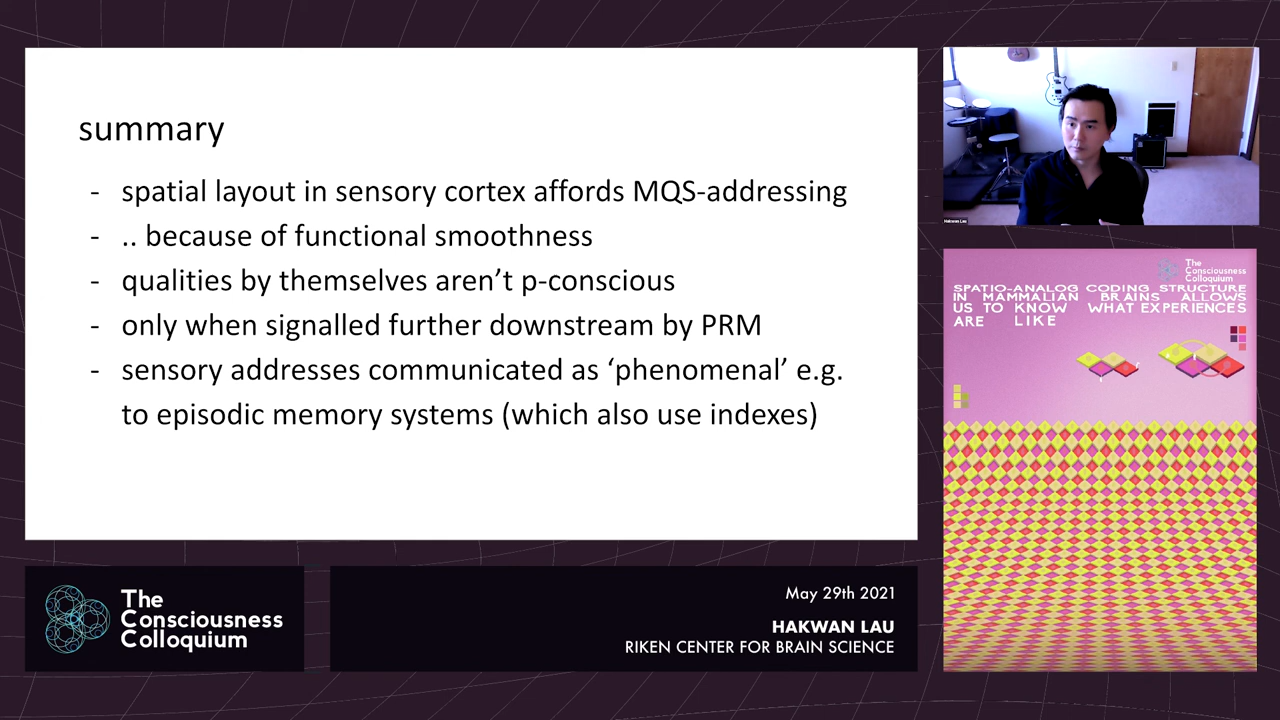 summary
- spatial layout in sensory cortex affords MQS-addressing
- .. because of functional smoothness
- qualities by themselves aren’t p-conscious
- only when signalled further downstream by PRM
- sensory addresses communicated as ‘phenomenal’ e.g.
to episodic memory systems (which also use indexes)
Hakwan Lau
The
Consciousness
Colloquium
SPATIO-ANALOG CODING STRUCTURE
IN MAMMALIAN BRAINS ALLOWS
US TO KNOW WHAT EXPERIENCES
ARE LIKE
The
Consciousness
Colloquium
May 29th 2021
HAKWAN LAU
RIKEN CENTER FOR BRAIN SCIENCE